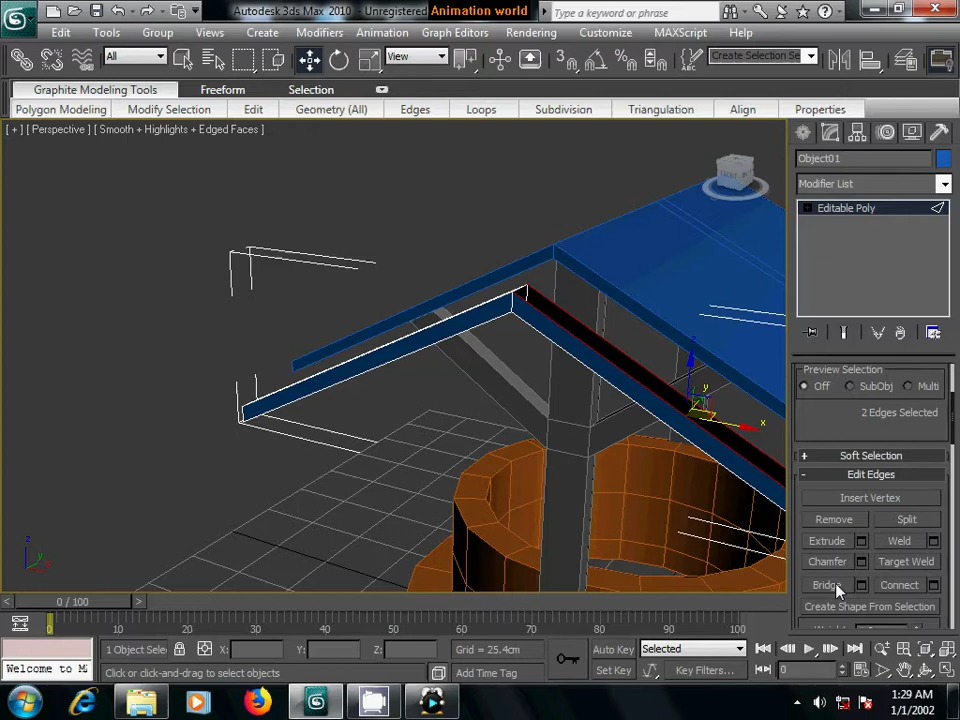 Autodesk 3ds Max 2010 - Unregistered Animation world
Type a keyword or phrase
Edit Tools Group Views Create Modifiers Animation Graph Editors Rendering Customize MAXScript Help
All View Create Selection Se
Graphite Modeling Tools Freeform Selection
Polygon Modeling Modify Selection Edit Geometry (All) Edges Loops Subdivision Triangulation Align Properties
[ + ] [ Perspective ] [ Smooth + Highlights + Edged Faces ]
Object01
Modifier List
Editable Poly
Preview Selection
Off SubObj Multi
2 Edges Selected
+ Soft Selection
- Edit Edges
Insert Vertex
Remove Split
Extrude Weld
Chamfer Target Weld
Bridge Connect
Create Shape From Selection
x y z
0 / 100
0 10 20 30 40 50 60 70 80 90 100
1 Object Selec X: Y: Z: Grid = 25.4cm Auto Key Selected
Welcome to M Click or click-and-drag to select objects Add Time Tag Set Key Key Filters... 0
1:29 AM
1/1/2002